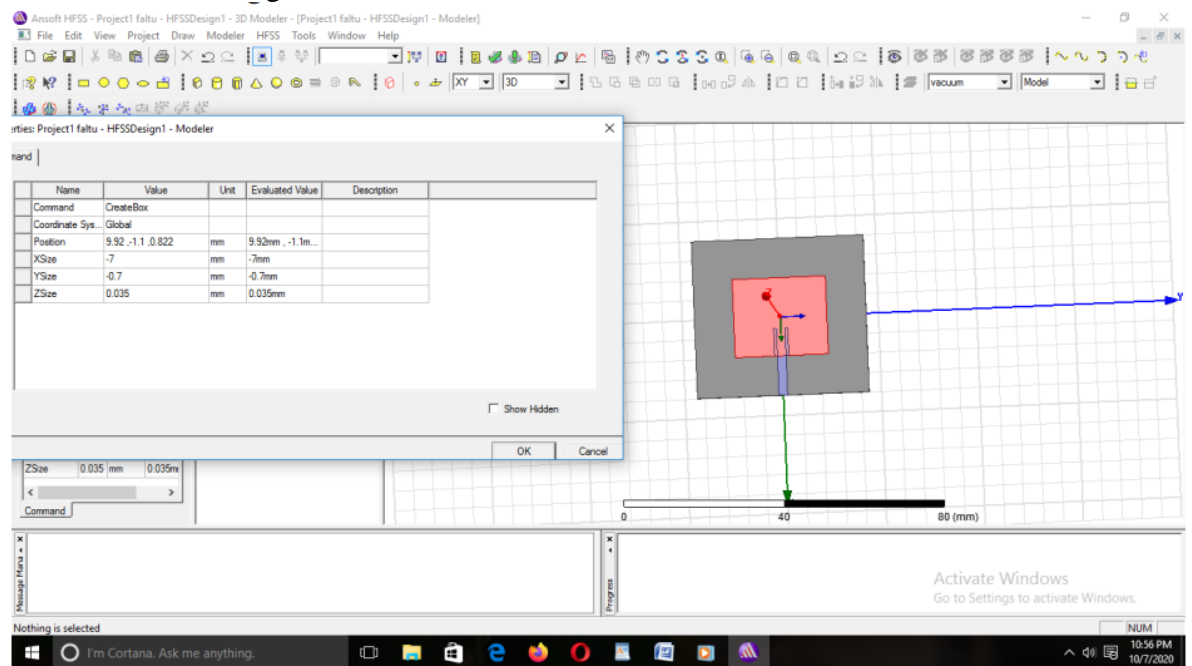 Ansoft HFSS - Project1 faltu - HFSSDesign1 - 3D Modeler - [Project1 faltu - HFSSDesign1 - Modeler]
File Edit View Project Draw Modeler HFSS Tools Window Help
XY 3D vacuum Model
erties: Project1 faltu - HFSSDesign1 - Modeler
mand
Name Value Unit Evaluated Value Description
Command CreateBox
Coordinate Sys... Global
Position 9.92 ,-1.1 ,0.822 mm 9.92mm , -1.1m...
XSize -7 mm -7mm
YSize -0.7 mm -0.7mm
ZSize 0.035 mm 0.035mm
Show Hidden
OK Cancel
Z
Y
ZSize 0.035 mm 0.035m
Command
0 40 80 (mm)
Message Mana
Progress
Activate Windows
Go to Settings to activate Windows.
Nothing is selected
NUM
I'm Cortana. Ask me anything.
10:56 PM
10/7/2020